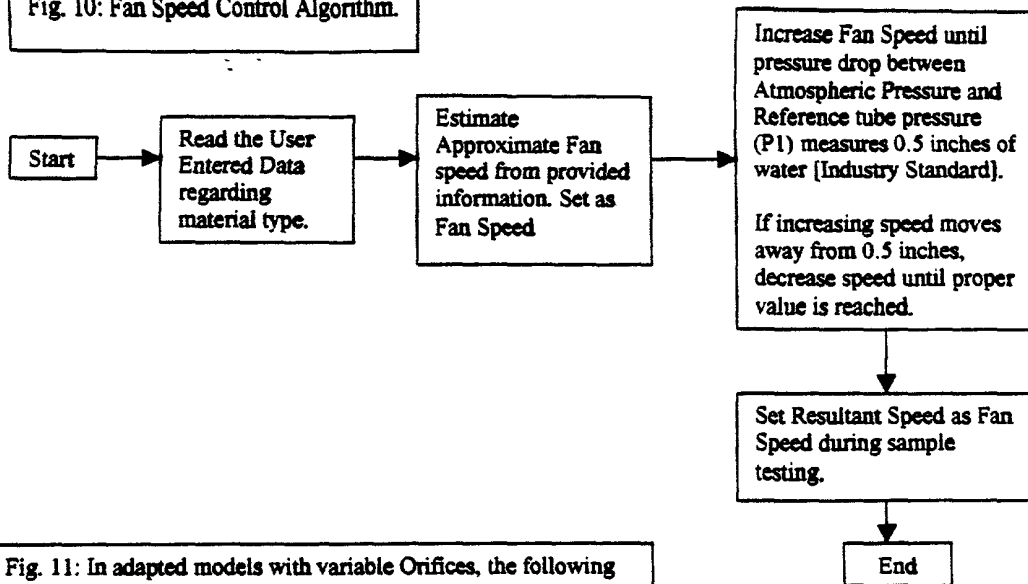 Fig. 10: Fan Speed Control Algorithm.
Start
Read the User
Entered Data
regarding
material type.
Estimate
Approximate Fan
speed from provided
information. Set as
Fan Speed
Increase Fan Speed until
pressure drop between
Atmospheric Pressure and
Reference tube pressure
(P1) measures 0.5 inches of
water [Industry Standard].
If increasing speed moves
away from 0.5 inches,
decrease speed until proper
value is reached.
Set Resultant Speed as Fan
Speed during sample
testing.
End
Fig. 11: In adapted models with variable Orifices, the following